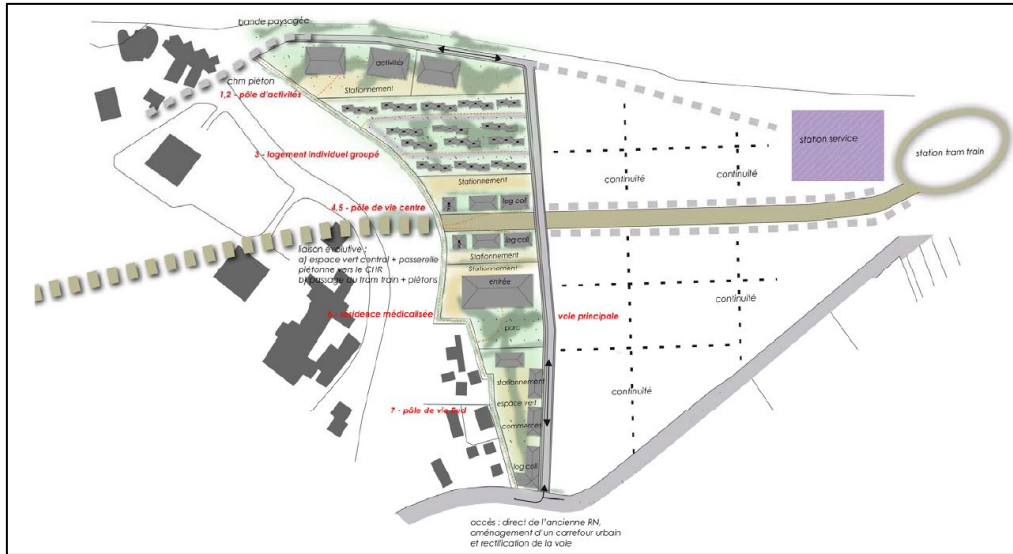 bande paysagée
activités
chm piéton
1,2 - pôle d'activités
Stationnement
station service
station tram train
3 - logement individuel groupé
Stationnement
continuité
continuité
4,5 - pôle de vie centre
log coll
log coll
liaison évolutive :
a) espace vert central + passerelle
piétonne vers le CHR
b) passage du tram train + piétons
Stationnement
Stationnement
entrée
continuité
6 - résidence médicalisée
voie principale
parc
stationnement
continuité
espace vert
7 - pôle de vie Sud
commerces
log coll
accès : direct de l'ancienne RN,
aménagement d'un carrefour urbain
et rectification de la voie